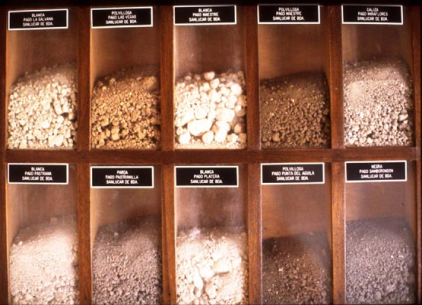 BLANCA
PAGO LA GALVANA
SANLUCAR DE BDA.
POLVILLOSA
PAGO LAS VEGAS
SANLUCAR DE BDA.
BLANCA
PAGO MAESTRE
SANLUCAR DE BDA.
POLVILLOSA
PAGO MAESTRE
SANLUCAR DE BDA.
CALIZA
PAGO MIRAFLORES
SANLUCAR DE BDA.
BLANCA
PAGO PASTRANA
SANLUCAR DE BDA.
PARDA
PAGO PASTRANILLA
SANLUCAR DE BDA.
BLANCA
PAGO PLATERA
SANLUCAR DE BDA.
POLVILLOSA
PAGO PUNTA DEL AGUILA
SANLUCAR DE BDA.
NEGRA
PAGO SANBORONDON
SANLUCAR DE BDA.